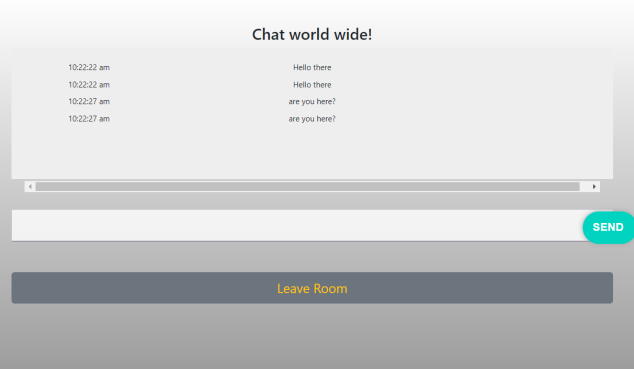 Chat world wide!
10:22:22 am Hello there
10:22:22 am Hello there
10:22:27 am are you here?
10:22:27 am are you here?
SEND
Leave Room